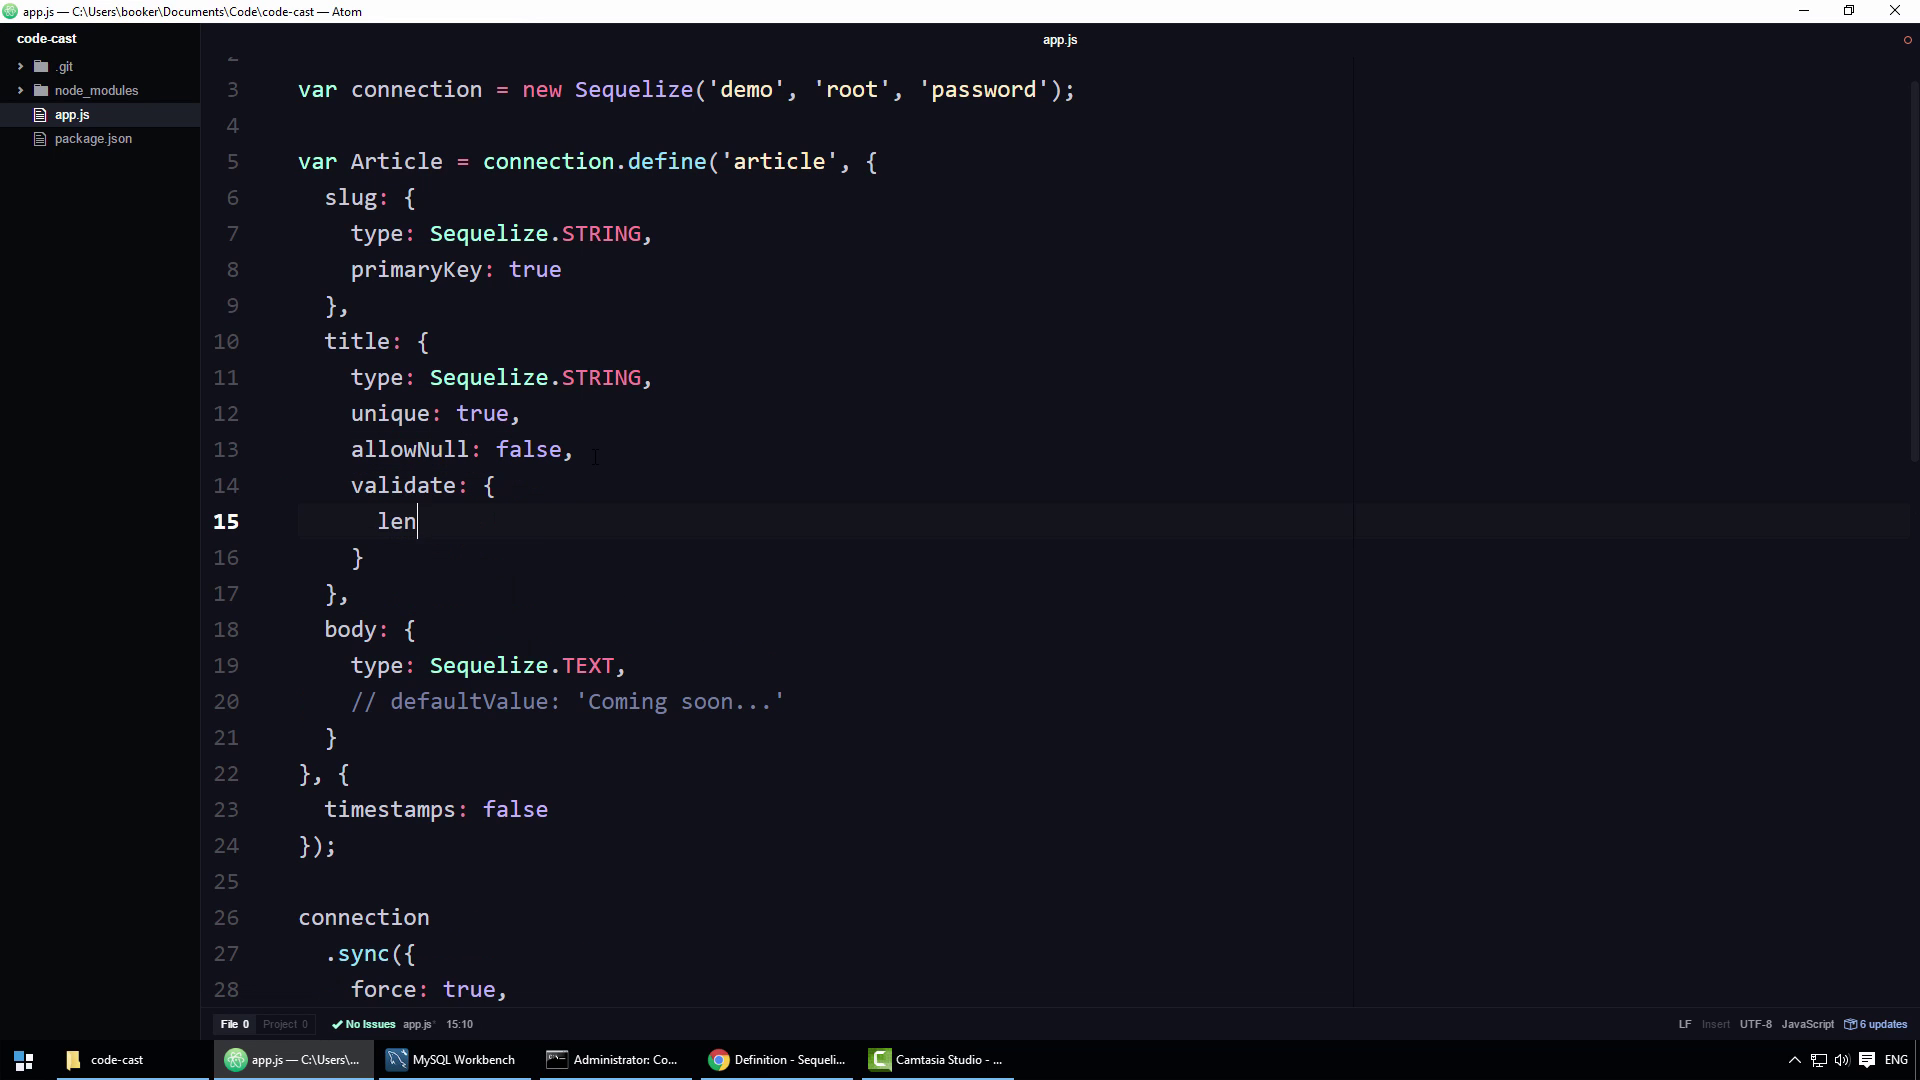 app.js — C:\Users\booker\Documents\Code\code-cast — Atom
code-cast
.git
node_modules
app.js
package.json
app.js
2
3 var connection = new Sequelize('demo', 'root', 'password');
4
5 var Article = connection.define('article', {
6 slug: {
7 type: Sequelize.STRING,
8 primaryKey: true
9 },
10 title: {
11 type: Sequelize.STRING,
12 unique: true,
13 allowNull: false,
14 validate: {
15 len
16 }
17 },
18 body: {
19 type: Sequelize.TEXT,
20 // defaultValue: 'Coming soon...'
21 }
22 }, {
23 timestamps: false
24 });
25
26 connection
27 .sync({
28 force: true,
File 0 Project 0 No Issues app.js* 15:10 LF Insert UTF-8 JavaScript 6 updates
code-cast app.js — C:\Users\... MySQL Workbench Administrator: Co... Definition - Sequeli... Camtasia Studio - ... ENG